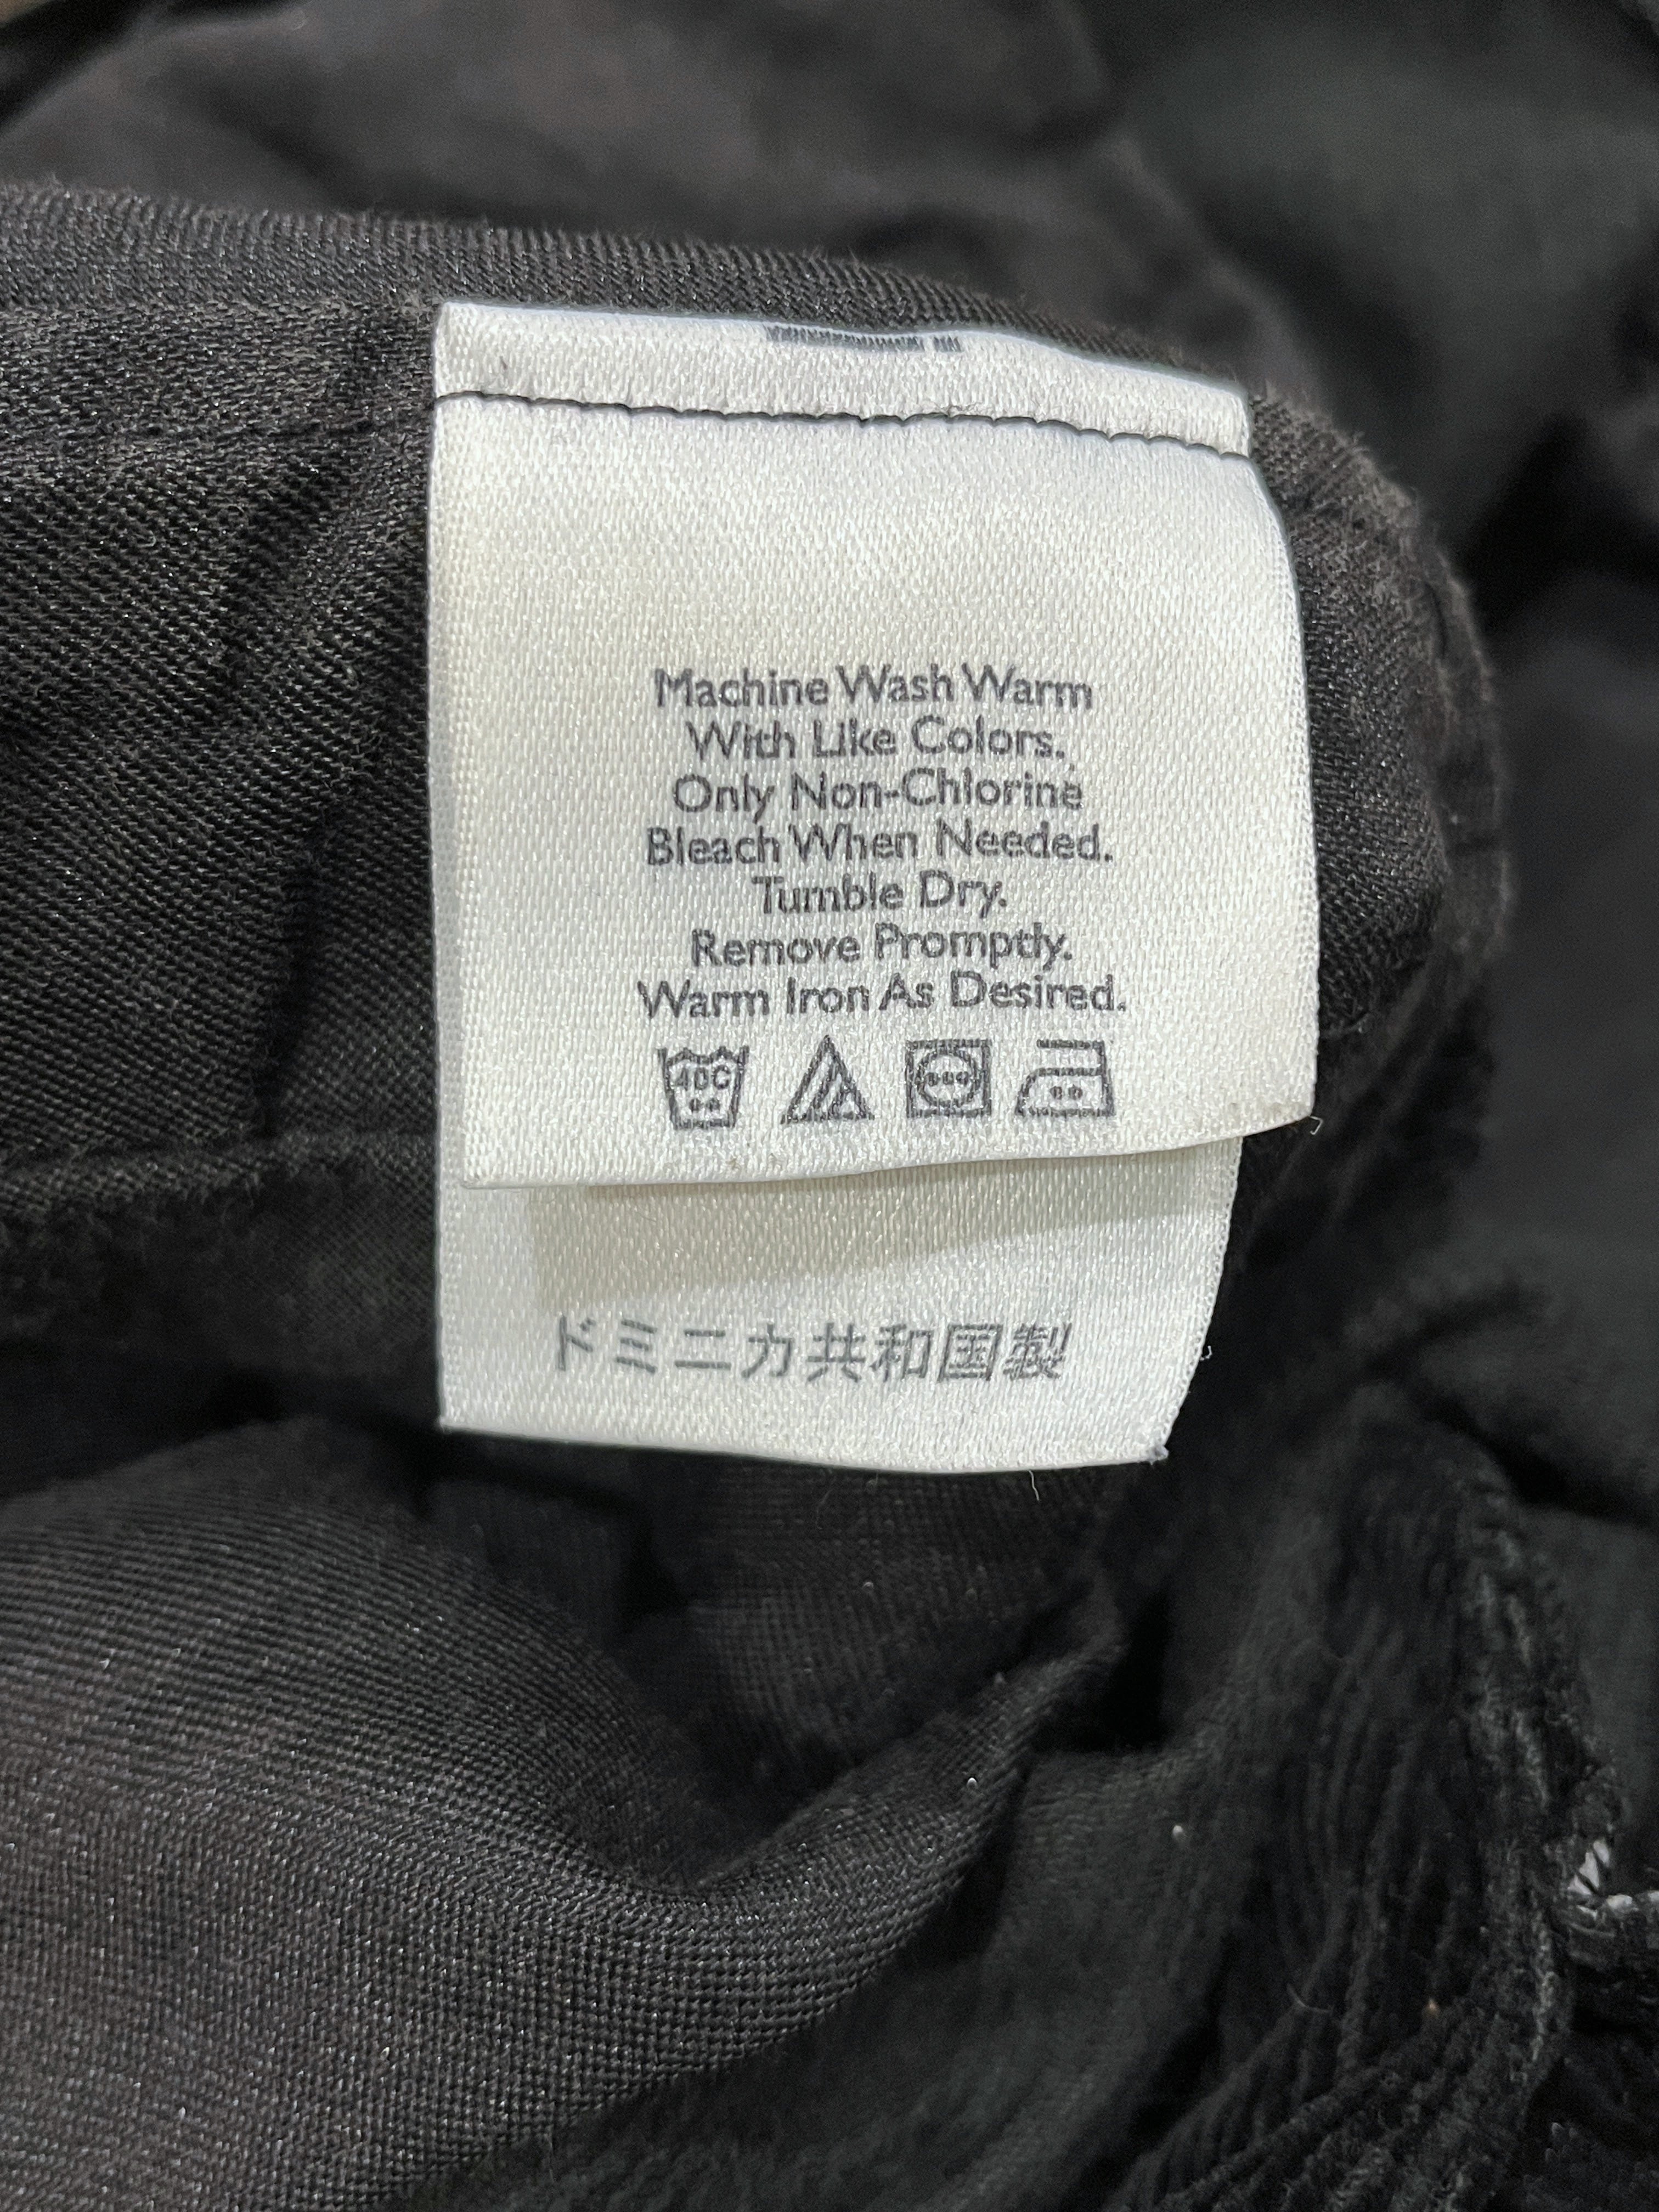 Machine Wash Warm
With Like Colors.
Only Non-Chlorine
Bleach When Needed.
Tumble Dry.
Remove Promptly.
Warm Iron As Desired.
40C
ドミニカ共和国製